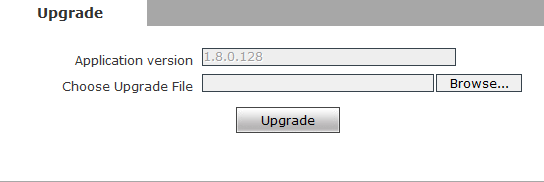 Upgrade
Application version 1.8.0.128
Choose Upgrade File Browse...
Upgrade